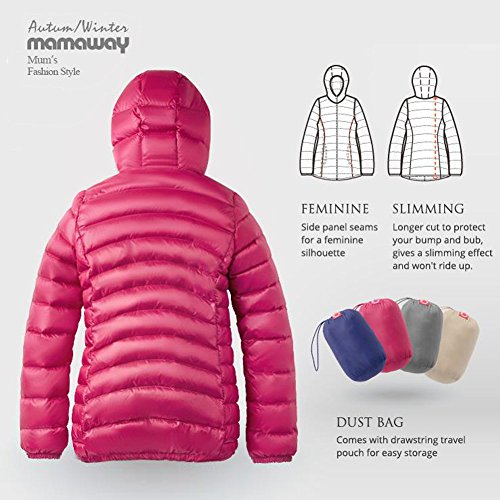 Autum/Winter
mamaway
Mum's
Fashion Style
FEMININE
Side panel seams
for a feminine
silhouette
SLIMMING
Longer cut to protect
your bump and bub,
gives a slimming effect
and won't ride up.
DUST BAG
Comes with drawstring travel
pouch for easy storage